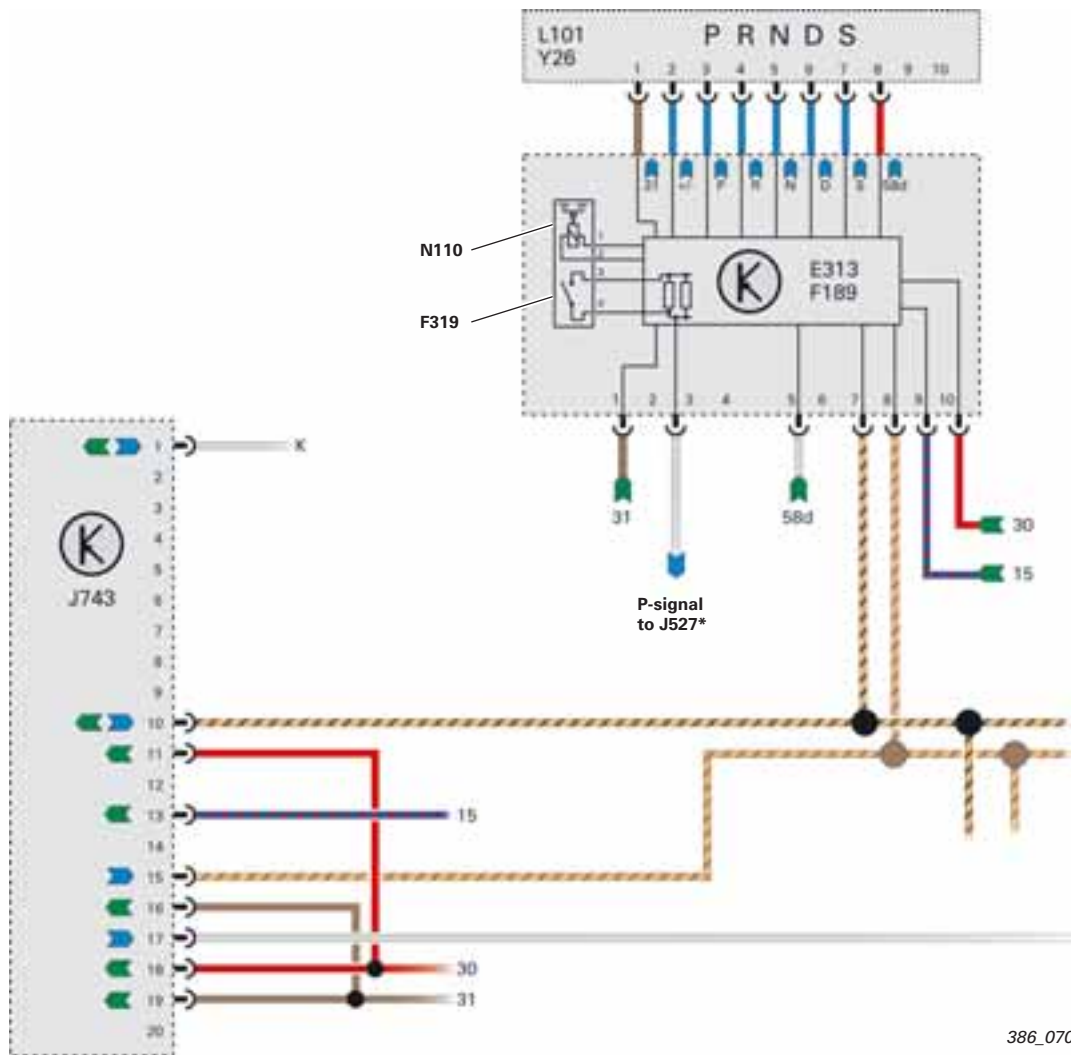 L101
Y26
P R N D S
1 2 3 4 5 6 7 8 9 10
31 +/- P R N D S 58d
N110
1
2
3
F319
K
E313
F189
1 2 3 4 5 6 7 8 9 10
31
58d
30
15
P-signal
to J527*
K
J743
1
K
2
3
4
5
6
7
8
9
10
11
12
13
15
14
15
16
17
18
30
19
31
20
386_070